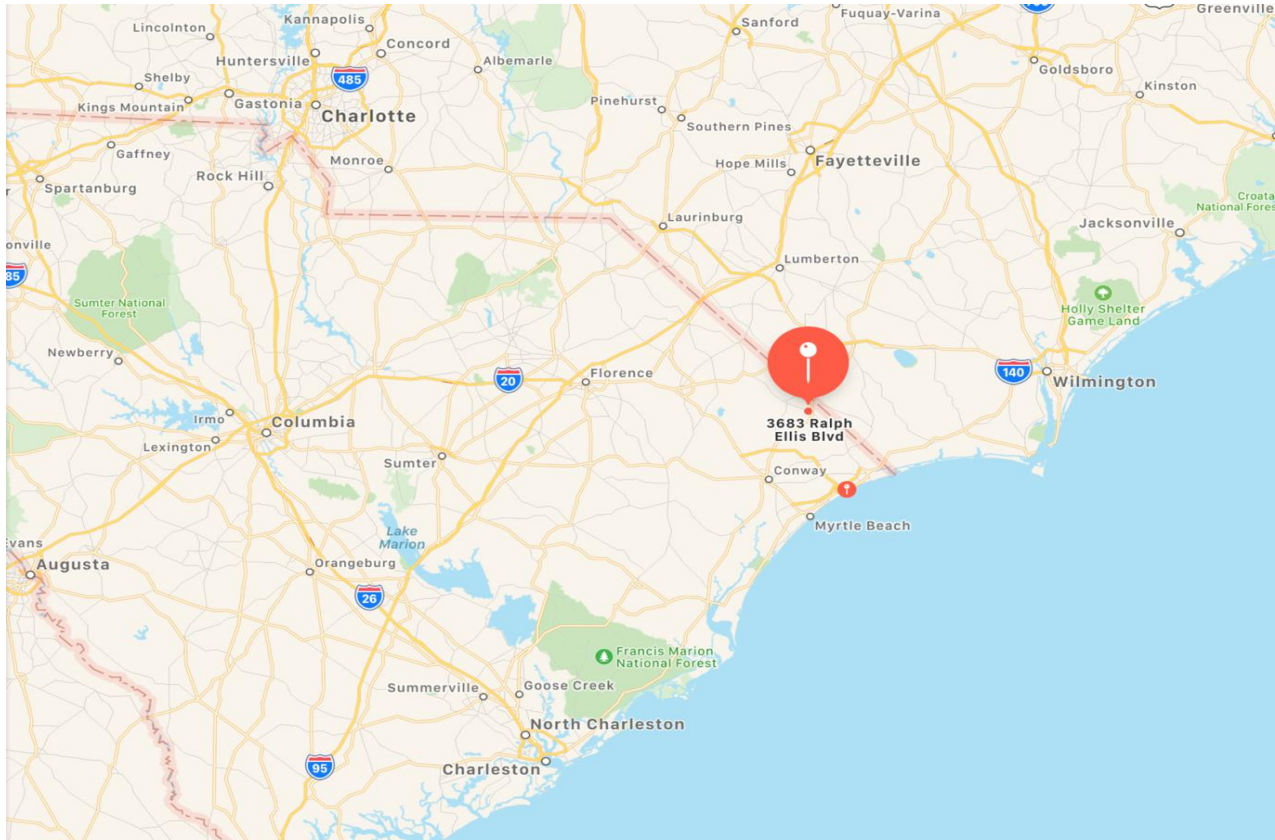 Kannapolis
Fuquay-Varina
Greenville
Lincolnton
Sanford
Concord
Huntersville
Albemarle
Goldsboro
Shelby
485
Kinston
Kings Mountain
Gastonia
Pinehurst
Charlotte
Southern Pines
Gaffney
Monroe
Hope Mills
Fayetteville
Rock Hill
Spartanburg
Croata
National Fores
Laurinburg
Jacksonville
onville
Lumberton
85
Sumter National
Forest
Holly Shelter
Game Land
Newberry
20
Florence
140
Wilmington
Irmo
Columbia
3683 Ralph
Ellis Blvd
Lexington
Sumter
Conway
Myrtle Beach
Lake
Marion
Evans
Augusta
Orangeburg
26
Francis Marion
National Forest
Summerville
Goose Creek
North Charleston
95
Charleston